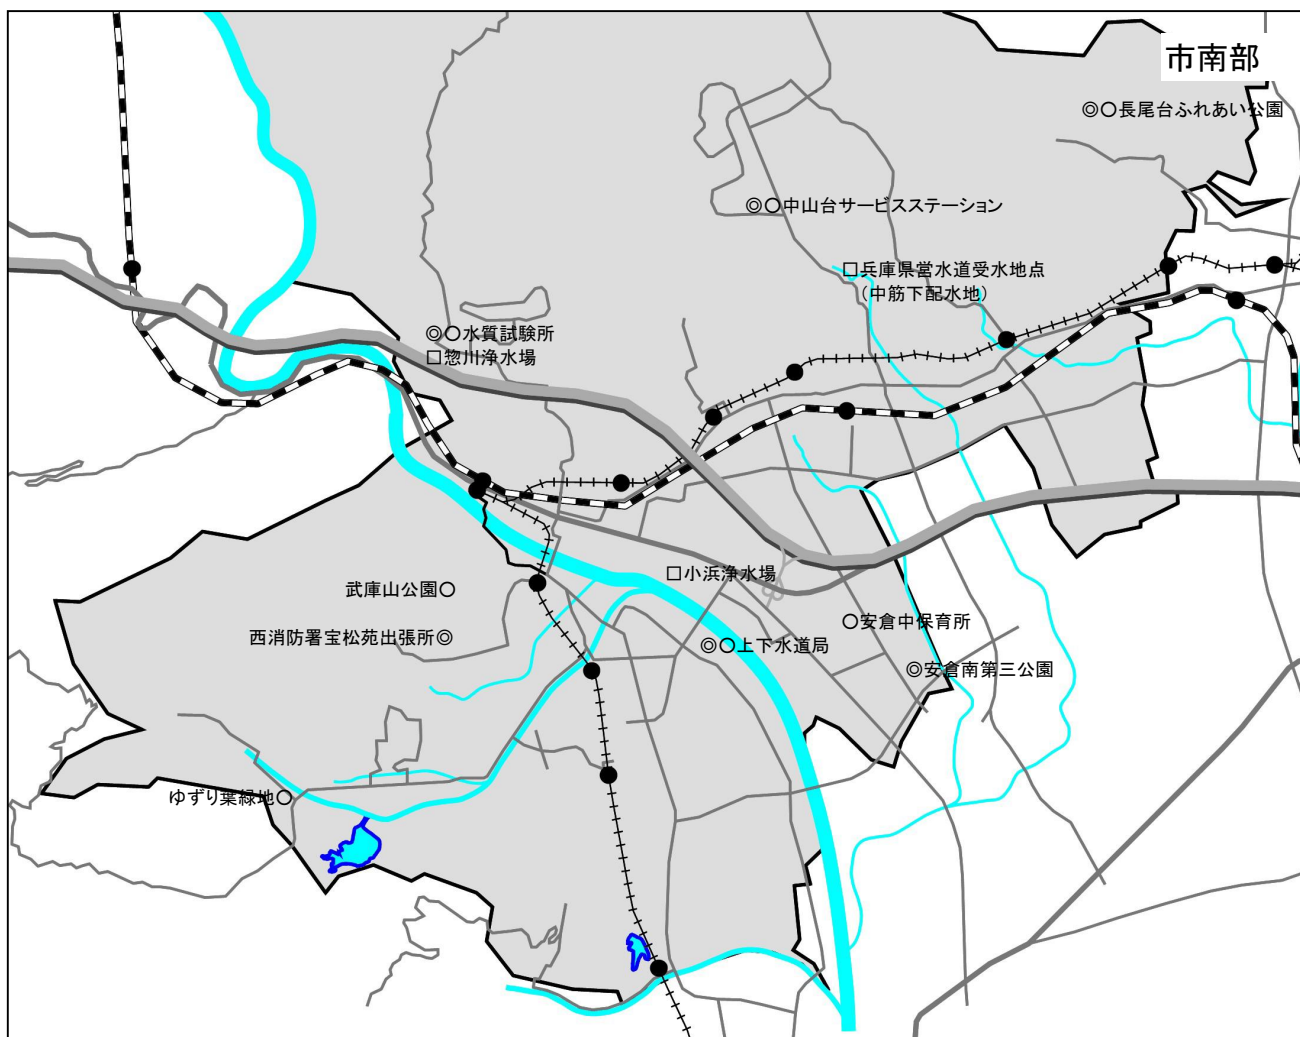 市南部
◎○長尾台ふれあい公園
◎○中山台サービスステーション
□兵庫県営水道受水地点
（中筋下配水地）
◎○水質試験所
□惣川浄水場
□小浜浄水場
武庫山公園○
○安倉中保育所
西消防署宝松苑出張所◎
◎○上下水道局
◎安倉南第三公園
ゆずり葉緑地○